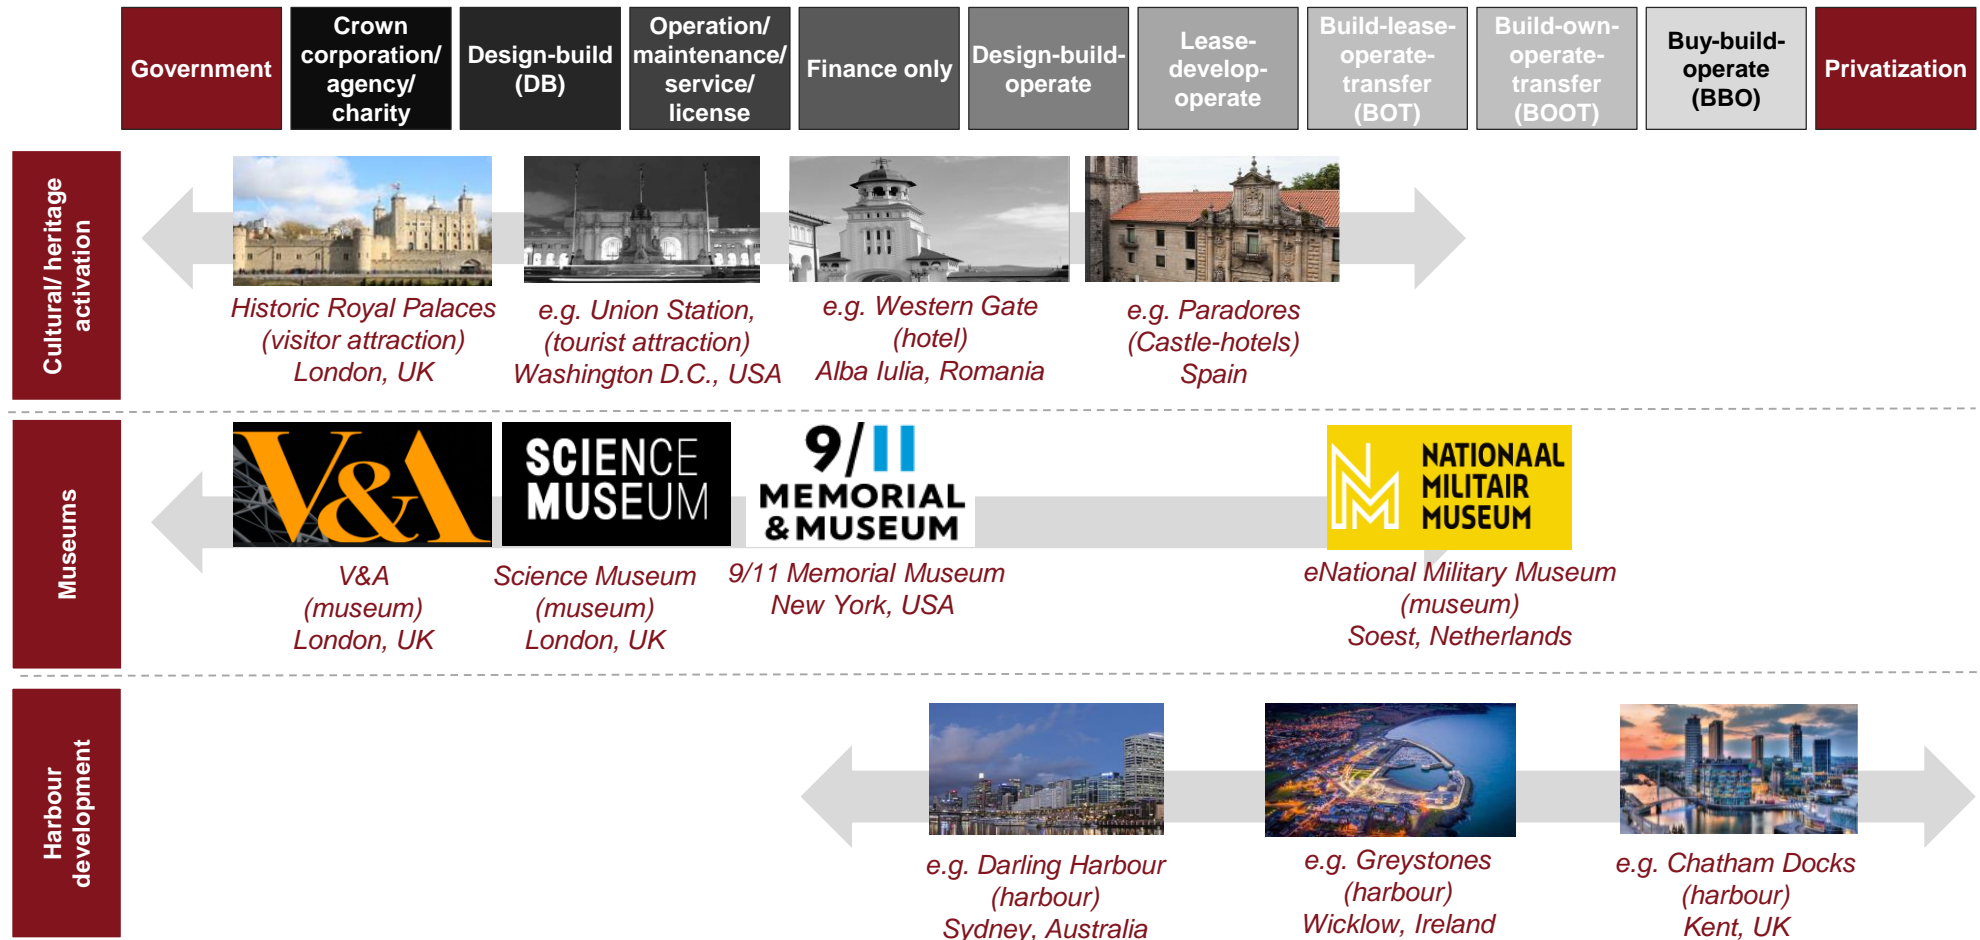 Government
Crown
corporation/
agency/
charity
Design-build
(DB)
Operation/
maintenance/
service/
license
Finance only
Design-build-
operate
Lease-
develop-
operate
Build-lease-
operate-
transfer
(BOT)
Build-own-
operate-
transfer
(BOOT)
Buy-build-
operate
(BBO)
Privatization
Cultural/ heritage
activation
Historic Royal Palaces
(visitor attraction)
London, UK
e.g. Union Station,
(tourist attraction)
Washington D.C., USA
e.g. Western Gate
(hotel)
Alba Iulia, Romania
e.g. Paradores
(Castle-hotels)
Spain
Museums
V&A
SCIENCE
MUSEUM
9/11
MEMORIAL
& MUSEUM
NM
NATIONAAL
MILITAIR
MUSEUM
V&A
(museum)
London, UK
Science Museum
(museum)
London, UK
9/11 Memorial Museum
New York, USA
eNational Military Museum
(museum)
Soest, Netherlands
Harbour
development
e.g. Darling Harbour
(harbour)
Sydney, Australia
e.g. Greystones
(harbour)
Wicklow, Ireland
e.g. Chatham Docks
(harbour)
Kent, UK